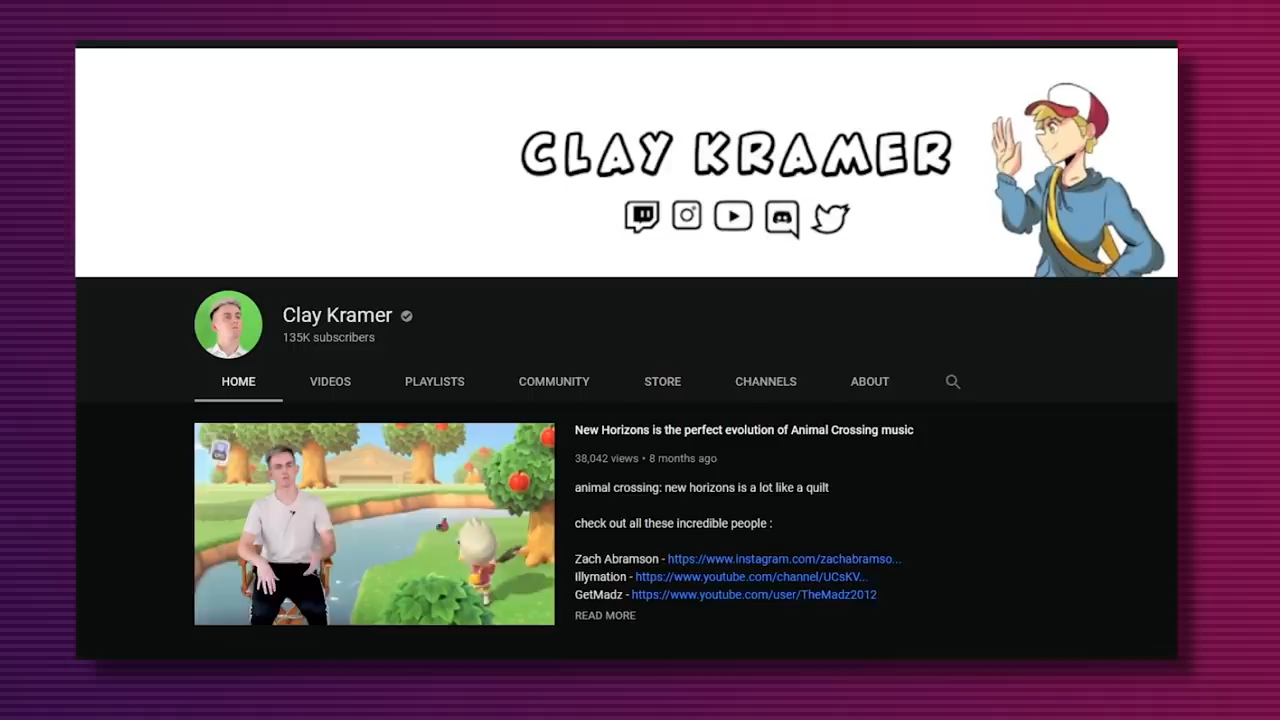 CLAY KRAMER
Clay Kramer
135K subscribers
HOME VIDEOS PLAYLISTS COMMUNITY STORE CHANNELS ABOUT
New Horizons is the perfect evolution of Animal Crossing music
38,042 views • 8 months ago
animal crossing: new horizons is a lot like a quilt
check out all these incredible people :
Zach Abramson - https://www.instagram.com/zachabramso...
Illymation - https://www.youtube.com/channel/UCsKV...
GetMadz - https://www.youtube.com/user/TheMadz2012
READ MORE